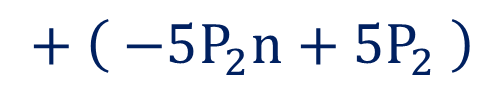 + ( −5P₂n + 5P₂ )